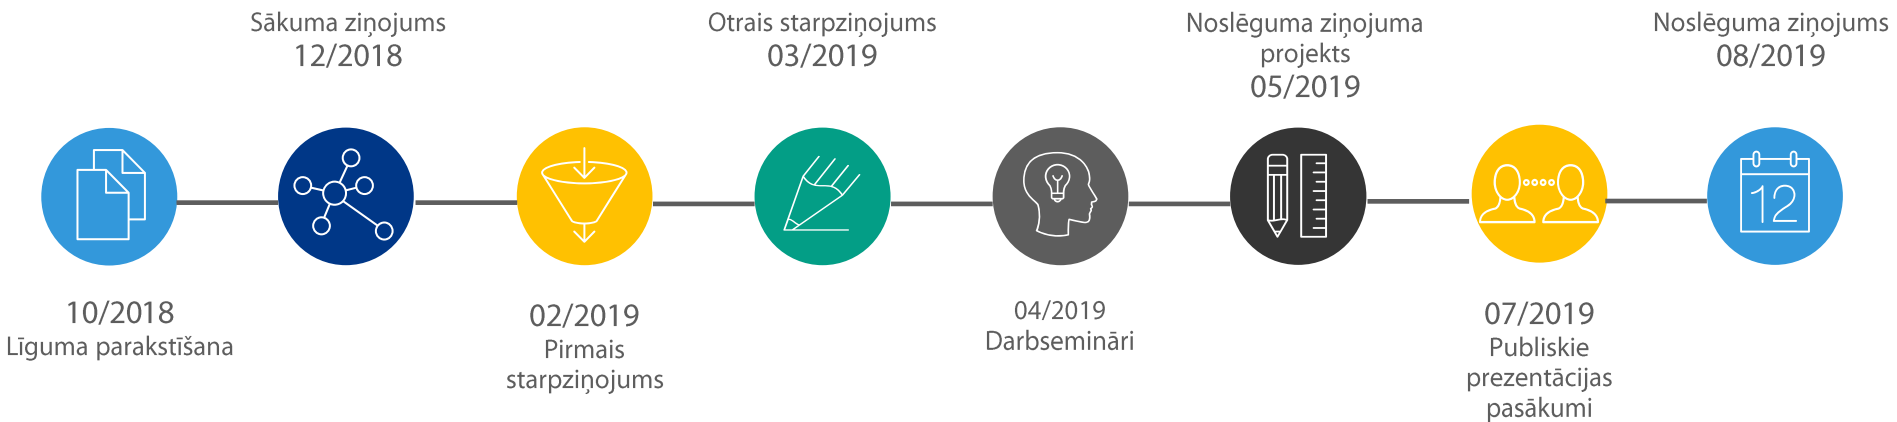 10/2018
Līguma parakstīšana
Sākuma ziņojums
12/2018
02/2019
Pirmais
starpziņojums
Otrais starpziņojums
03/2019
04/2019
Darbsemināri
Noslēguma ziņojuma
projekts
05/2019
07/2019
Publiskie
prezentācijas
pasākumi
Noslēguma ziņojums
08/2019
12